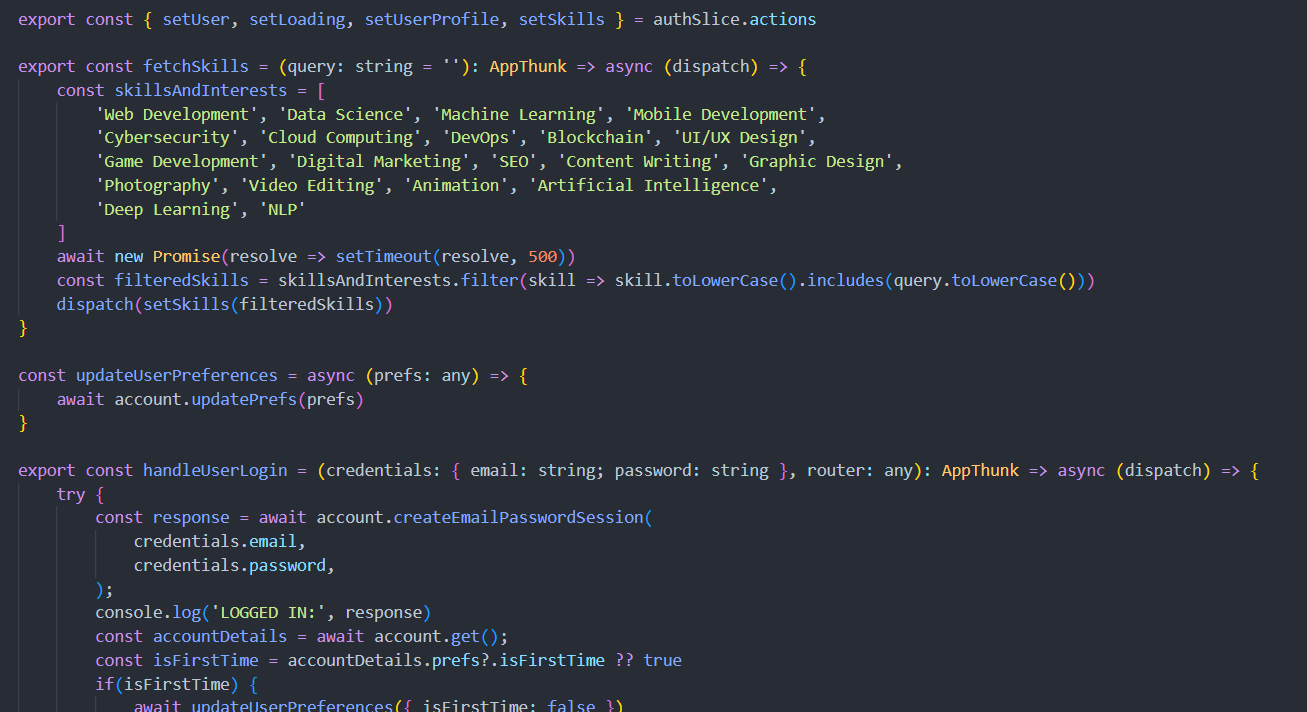 export const { setUser, setLoading, setUserProfile, setSkills } = authSlice.actions
export const fetchSkills = (query: string = ''): AppThunk => async (dispatch) => {
const skillsAndInterests = [
'Web Development', 'Data Science', 'Machine Learning', 'Mobile Development',
'Cybersecurity', 'Cloud Computing', 'DevOps', 'Blockchain', 'UI/UX Design',
'Game Development', 'Digital Marketing', 'SEO', 'Content Writing', 'Graphic Design',
'Photography', 'Video Editing', 'Animation', 'Artificial Intelligence',
'Deep Learning', 'NLP'
]
await new Promise(resolve => setTimeout(resolve, 500))
const filteredSkills = skillsAndInterests.filter(skill => skill.toLowerCase().includes(query.toLowerCase()))
dispatch(setSkills(filteredSkills))
}
const updateUserPreferences = async (prefs: any) => {
await account.updatePrefs(prefs)
}
export const handleUserLogin = (credentials: { email: string; password: string }, router: any): AppThunk => async (dispatch) => {
try {
const response = await account.createEmailPasswordSession(
credentials.email,
credentials.password,
);
console.log('LOGGED IN:', response)
const accountDetails = await account.get();
const isFirstTime = accountDetails.prefs?.isFirstTime ?? true
if(isFirstTime) {
await updateUserPreferences({ isFirstTime: false })